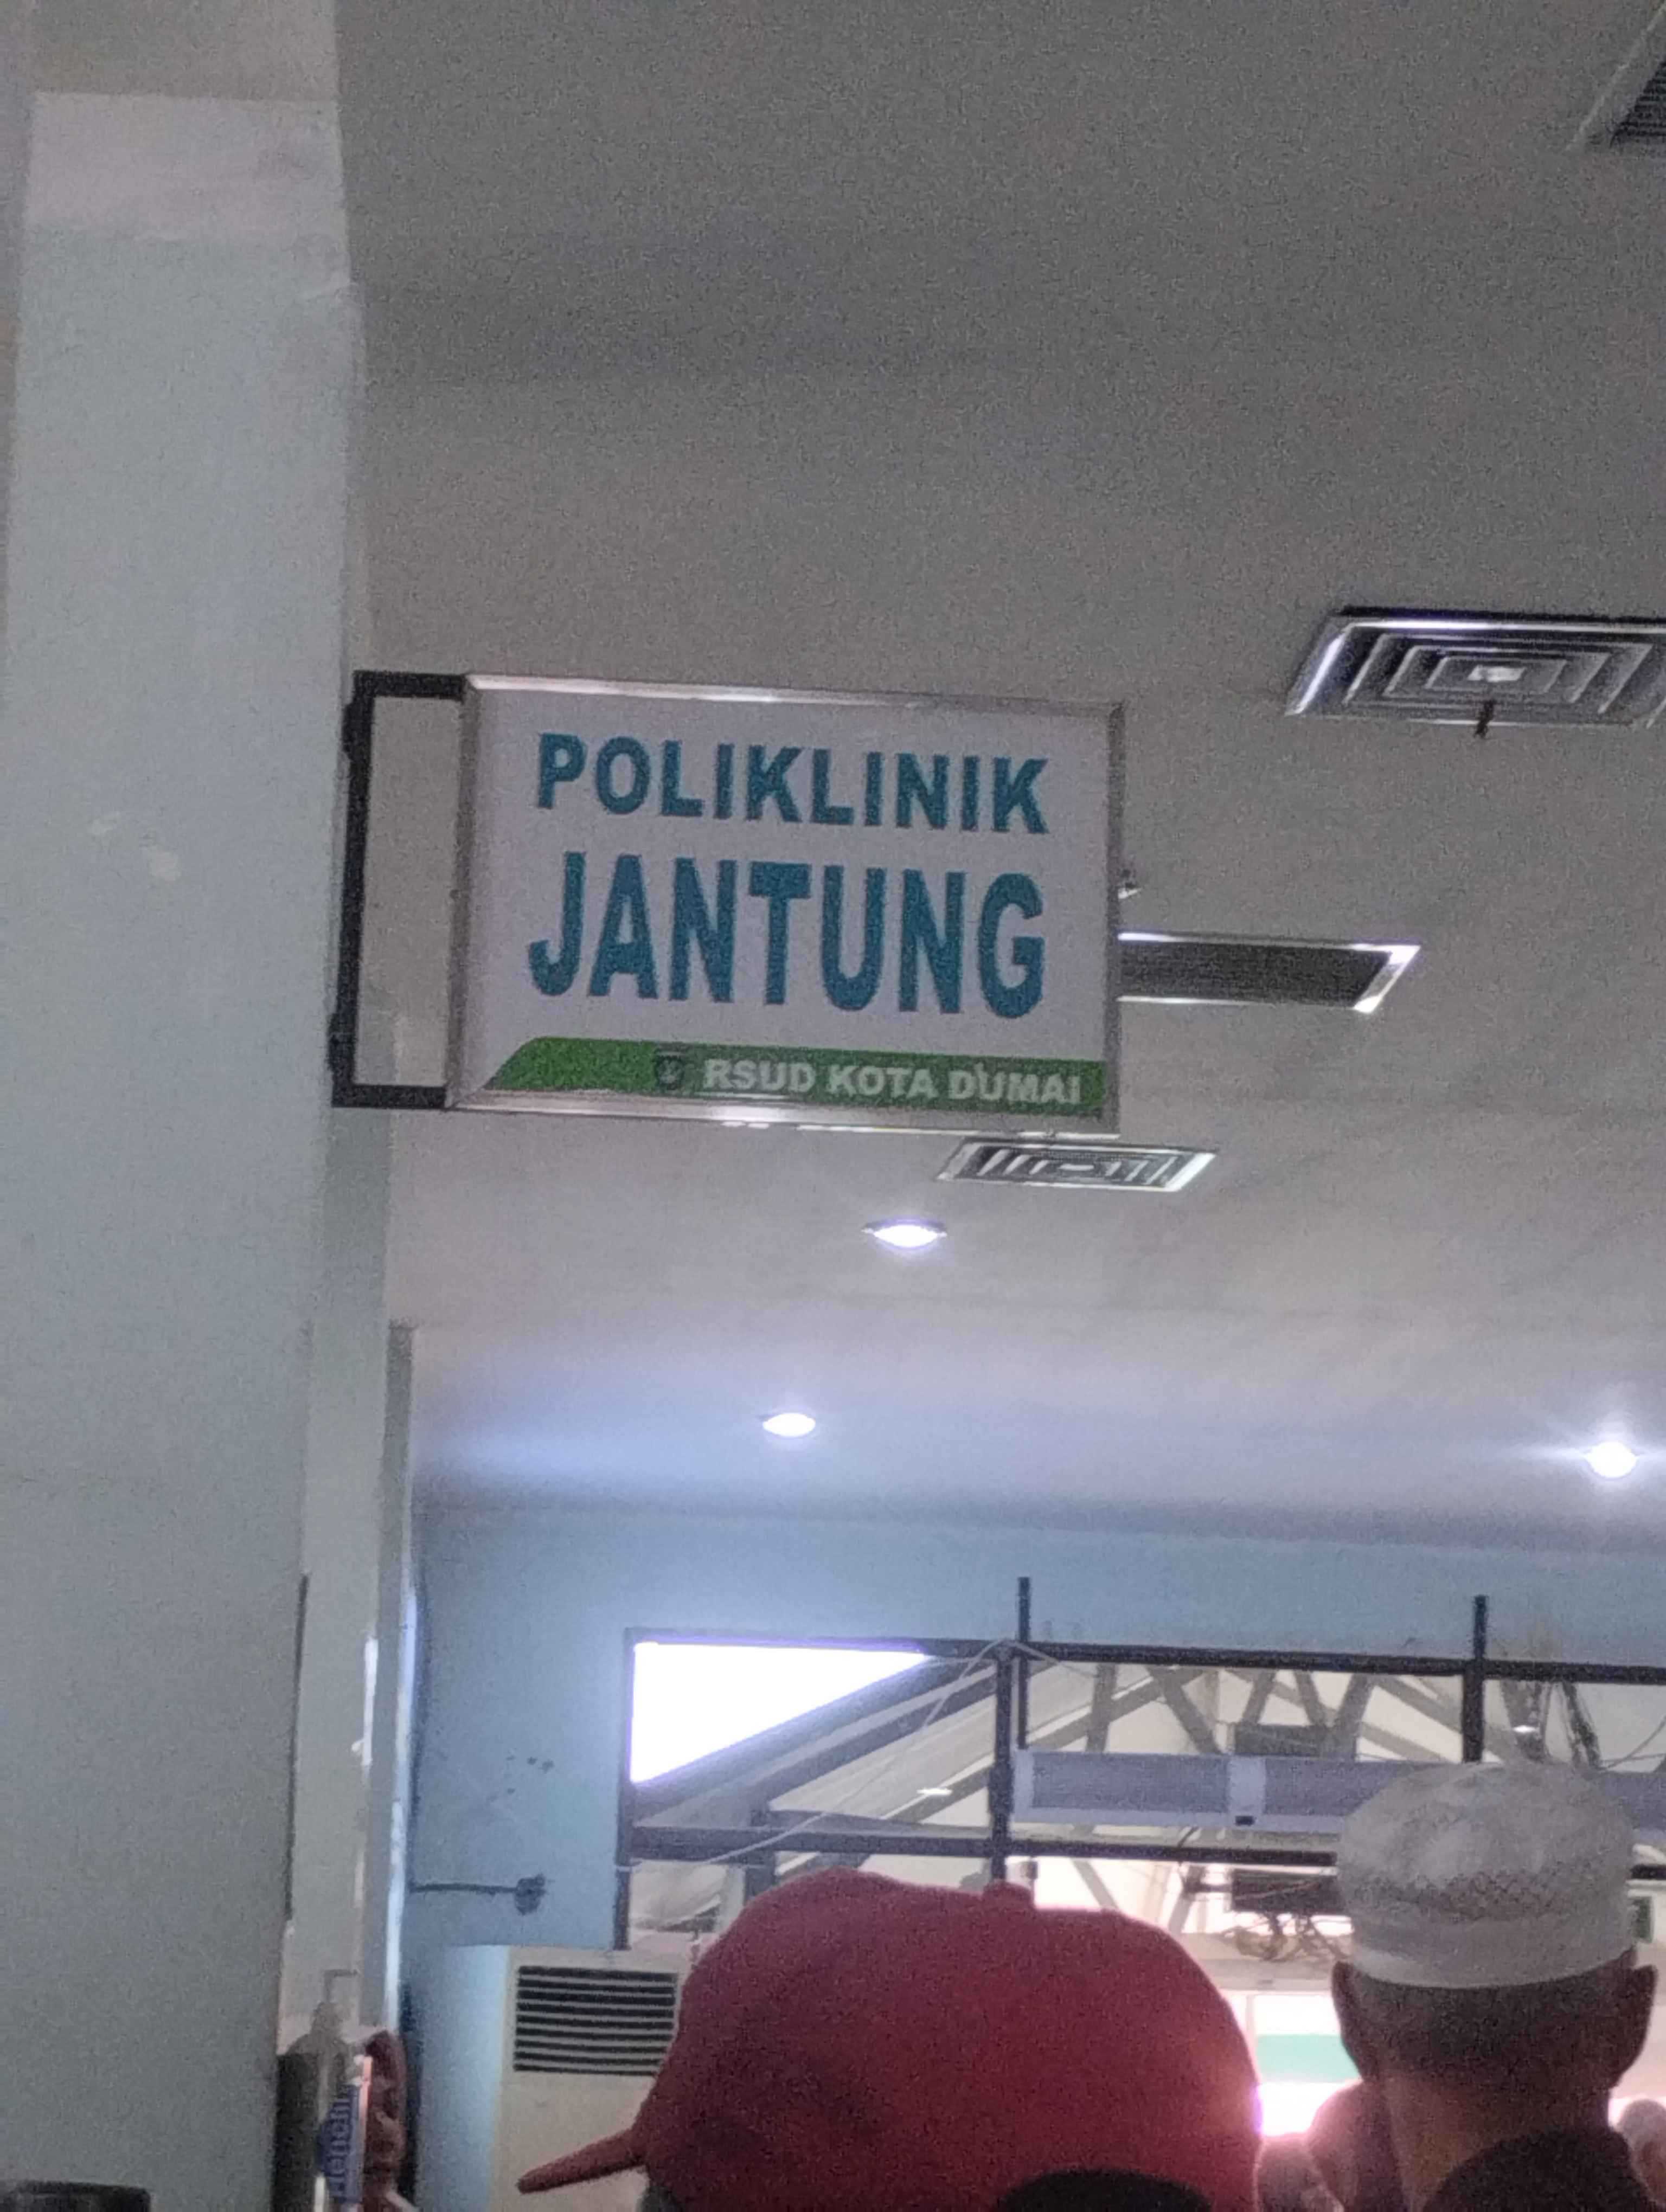 POLIKLINIK
JANTUNG
RSUD KOTA DUMAI